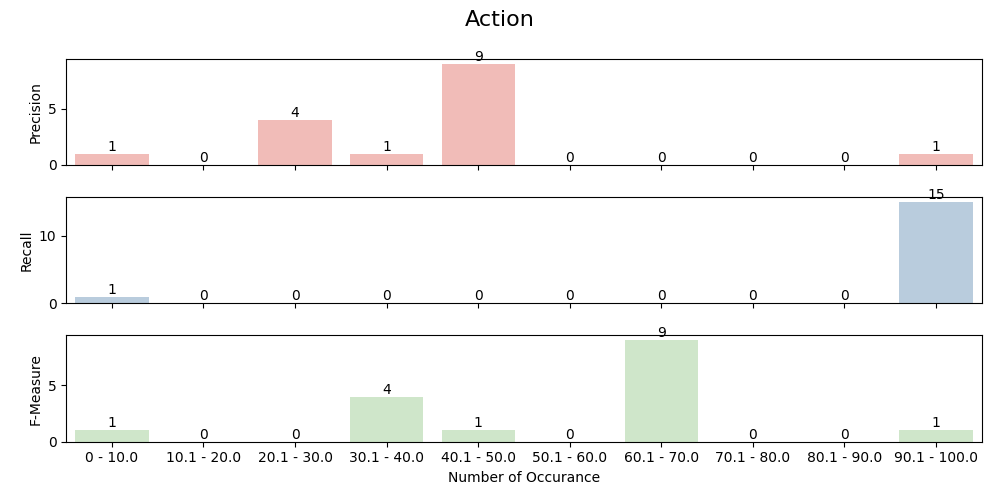 Action
Precision
5
0
1 0 4 1 9 0 0 0 0 1
Recall
10
0
1 0 0 0 0 0 0 0 0 15
F-Measure
5
0
1 0 0 4 1 0 9 0 0 1
0 - 10.0 10.1 - 20.0 20.1 - 30.0 30.1 - 40.0 40.1 - 50.0 50.1 - 60.0 60.1 - 70.0 70.1 - 80.0 80.1 - 90.0 90.1 - 100.0
Number of Occurance